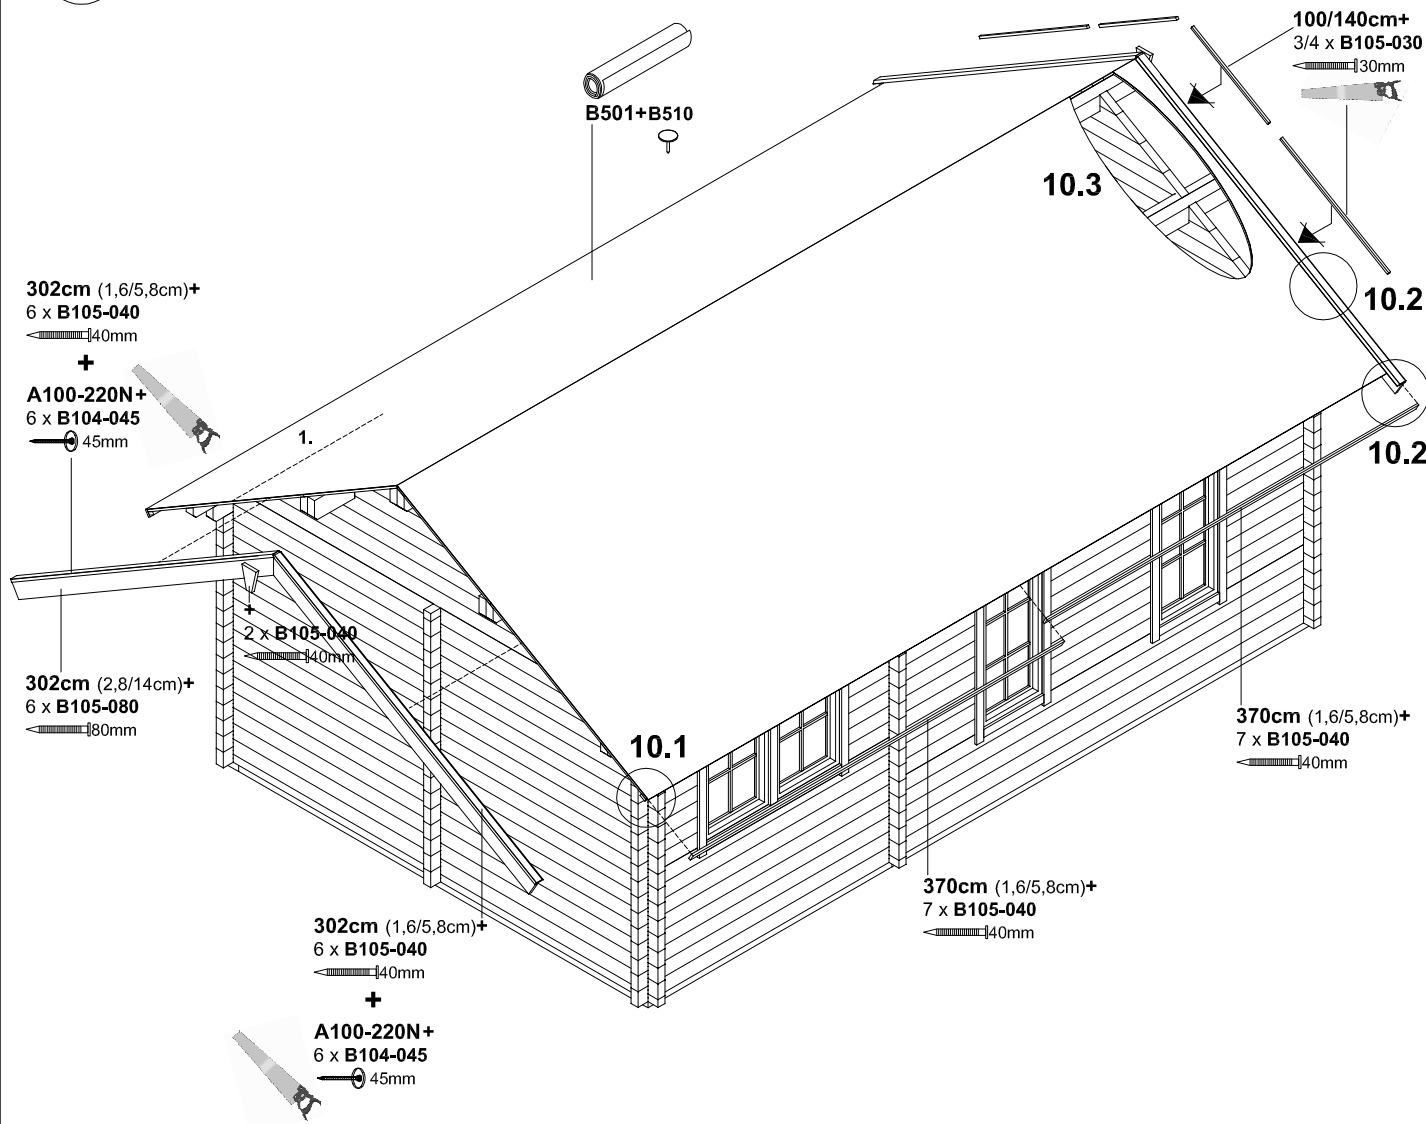 100/140cm+
3/4 x B105-030
30mm
B501+B510
10.3
10.2
302cm (1,6/5,8cm)+
6 x B105-040
40mm
+
A100-220N+
6 x B104-045
45mm
1.
10.2
+
2 x B105-040
40mm
302cm (2,8/14cm)+
6 x B105-080
80mm
10.1
370cm (1,6/5,8cm)+
7 x B105-040
40mm
370cm (1,6/5,8cm)+
7 x B105-040
40mm
302cm (1,6/5,8cm)+
6 x B105-040
40mm
+
A100-220N+
6 x B104-045
45mm